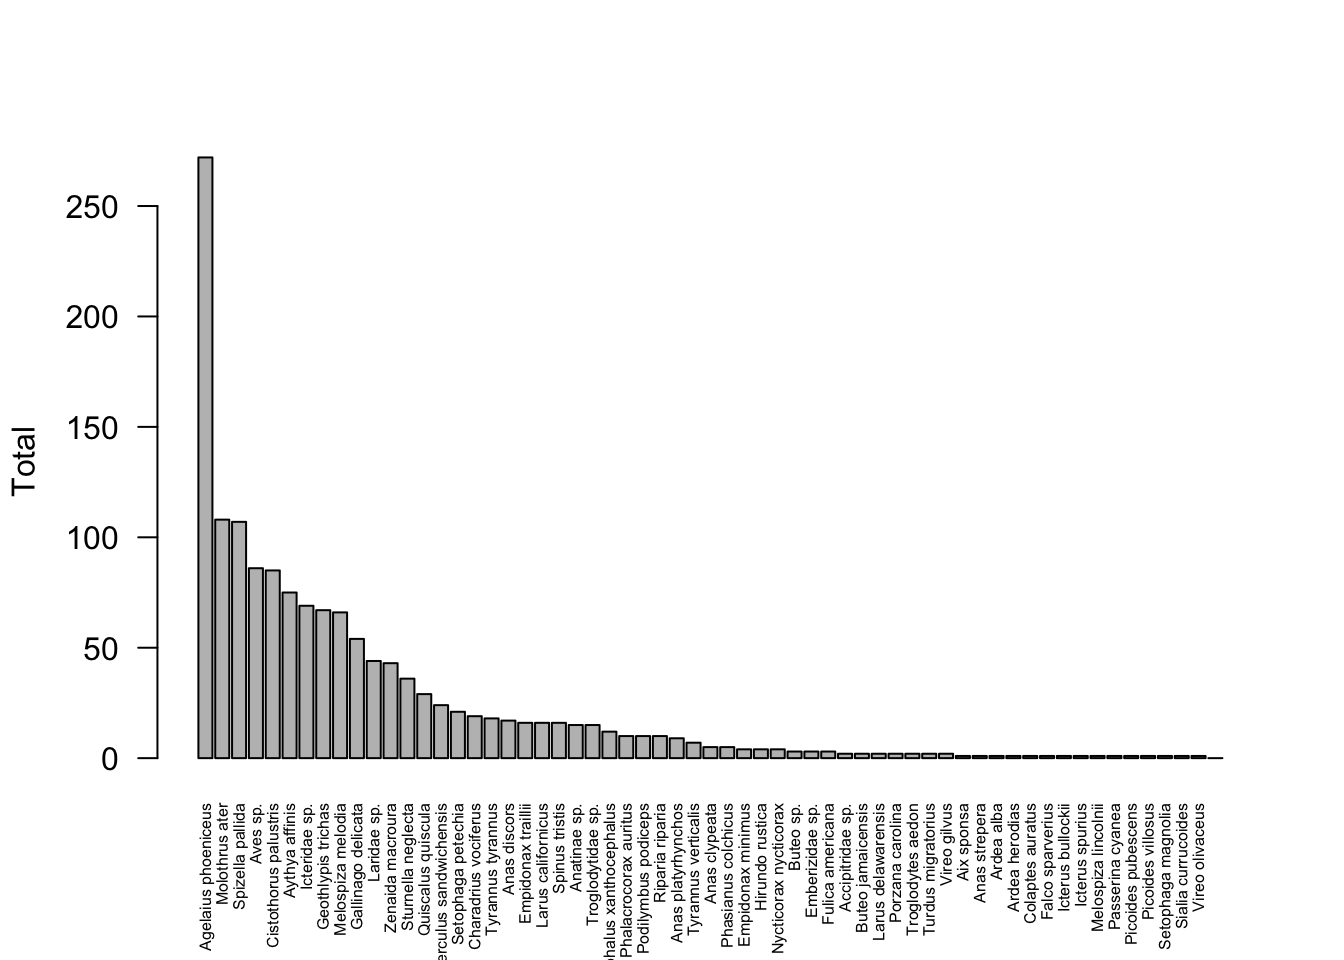 Total
250
200
150
100
50
0
Agelaius phoeniceus
Molothrus ater
Spizella pallida
Aves sp.
Cistothorus palustris
Aythya affinis
Icteridae sp.
Geothlypis trichas
Melospiza melodia
Gallinago delicata
Laridae sp.
Zenaida macroura
Sturnella neglecta
Quiscalus quiscula
erculus sandwichensis
Setophaga petechia
Charadrius vociferus
Tyrannus tyrannus
Anas discors
Empidonax traillii
Larus californicus
Spinus tristis
Anatinae sp.
Troglodytidae sp.
phalus xanthocephalus
Phalacrocorax auritus
Podilymbus podiceps
Riparia riparia
Anas platyrhynchos
Tyrannus verticalis
Anas clypeata
Phasianus colchicus
Empidonax minimus
Hirundo rustica
Nycticorax nycticorax
Buteo sp.
Emberizidae sp.
Fulica americana
Accipitridae sp.
Buteo jamaicensis
Larus delawarensis
Porzana carolina
Troglodytes aedon
Turdus migratorius
Vireo gilvus
Aix sponsa
Anas strepera
Ardea alba
Ardea herodias
Colaptes auratus
Falco sparverius
Icterus bullockii
Icterus spurius
Melospiza lincolnii
Passerina cyanea
Picoides pubescens
Picoides villosus
Setophaga magnolia
Sialia currucoides
Vireo olivaceus